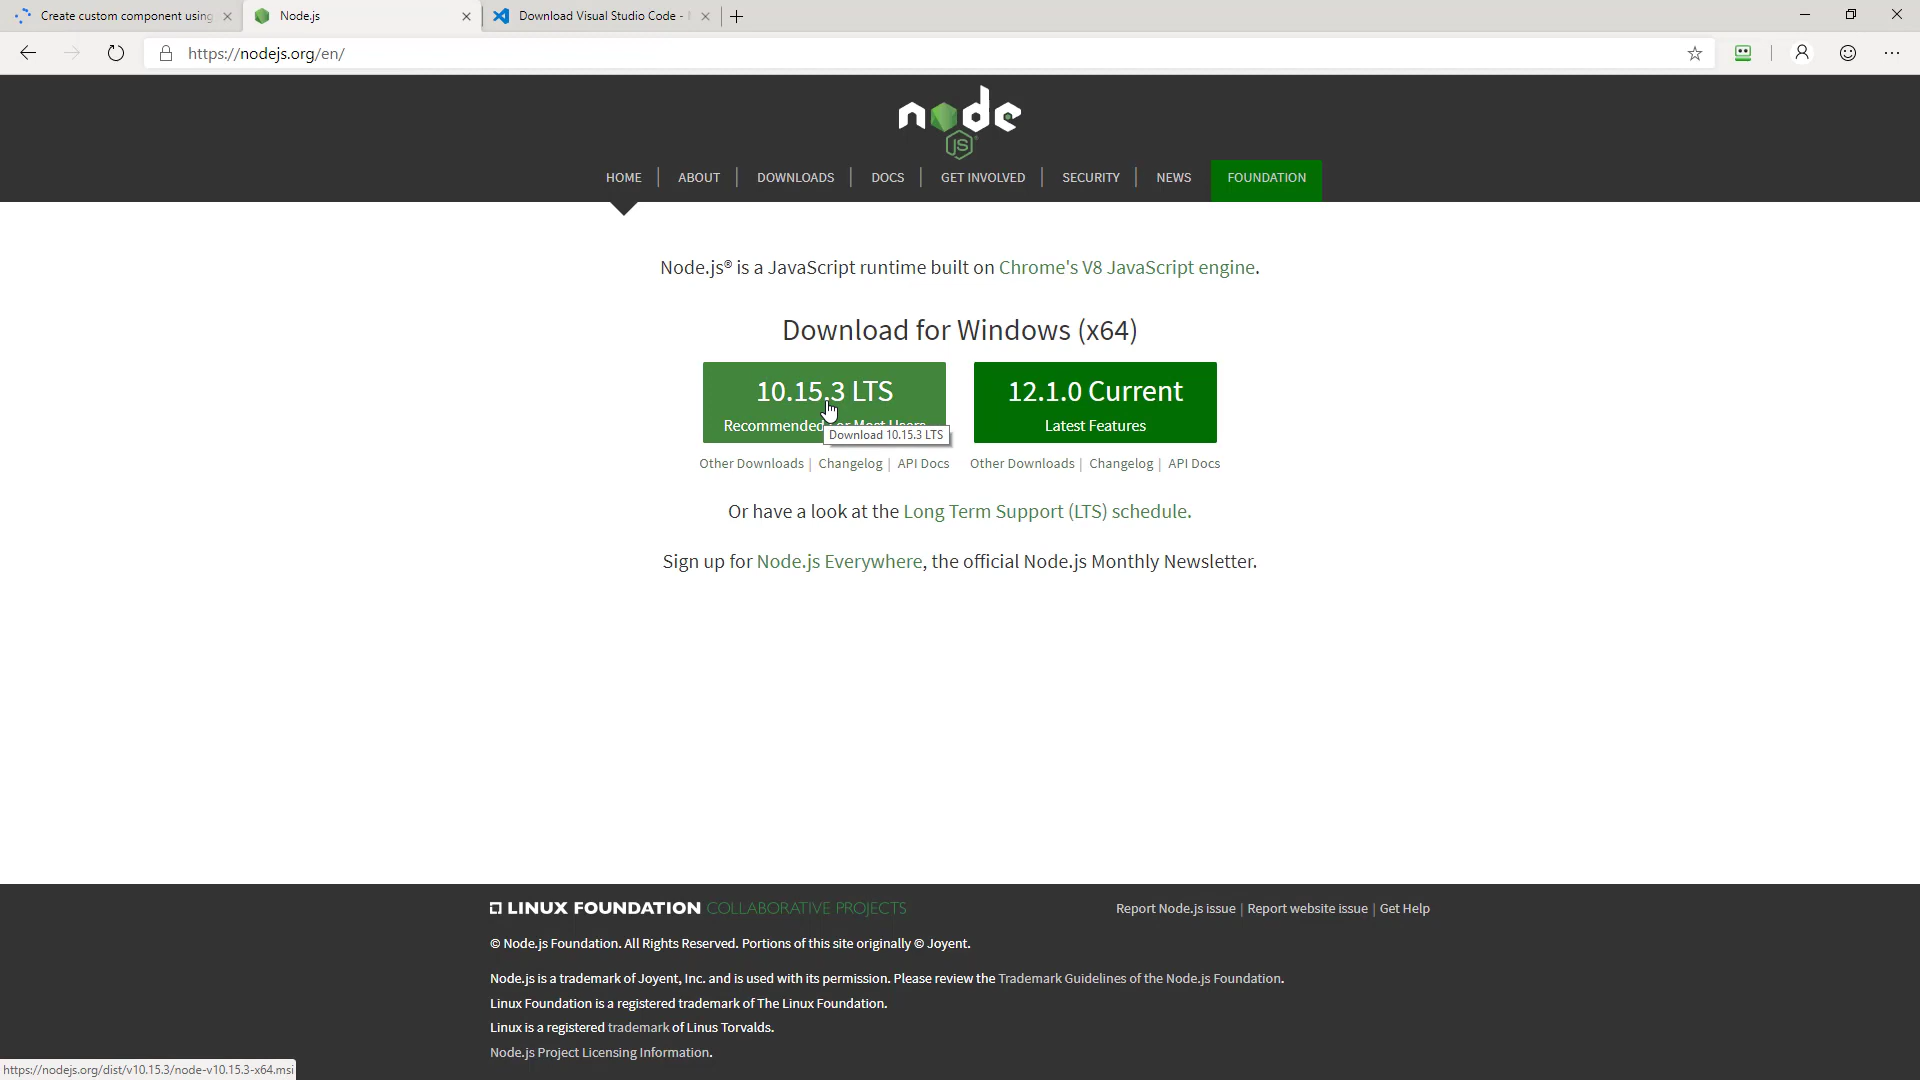 Create custom component using
Node.js
Download Visual Studio Code -
https://nodejs.org/en/
node
JS
HOME
ABOUT
DOWNLOADS
DOCS
GET INVOLVED
SECURITY
NEWS
FOUNDATION
Node.js® is a JavaScript runtime built on Chrome's V8 JavaScript engine.
Download for Windows (x64)
10.15.3 LTS
Recommended For Most Users
Download 10.15.3 LTS
12.1.0 Current
Latest Features
Other Downloads | Changelog | API Docs
Other Downloads | Changelog | API Docs
Or have a look at the Long Term Support (LTS) schedule.
Sign up for Node.js Everywhere, the official Node.js Monthly Newsletter.
LINUX FOUNDATION COLLABORATIVE PROJECTS
Report Node.js issue | Report website issue | Get Help
© Node.js Foundation. All Rights Reserved. Portions of this site originally © Joyent.
Node.js is a trademark of Joyent, Inc. and is used with its permission. Please review the Trademark Guidelines of the Node.js Foundation.
Linux Foundation is a registered trademark of The Linux Foundation.
Linux is a registered trademark of Linus Torvalds.
Node.js Project Licensing Information.
https://nodejs.org/dist/v10.15.3/node-v10.15.3-x64.msi